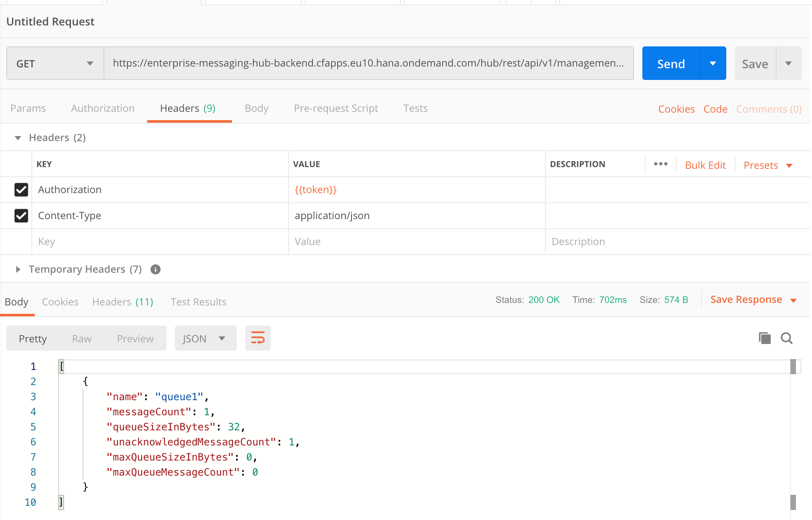 Untitled Request
GET https://enterprise-messaging-hub-backend.cfapps.eu10.hana.ondemand.com/hub/rest/api/v1/managemen... Send Save
Params Authorization Headers (9) Body Pre-request Script Tests Cookies Code Comments (0)
Headers (2)
KEY VALUE DESCRIPTION ••• Bulk Edit Presets
Authorization {{token}}
Content-Type application/json
Key Value Description
Temporary Headers (7) i
Body Cookies Headers (11) Test Results Status: 200 OK Time: 702ms Size: 574 B Save Response
Pretty Raw Preview JSON
1 [
2 {
3 "name": "queue1",
4 "messageCount": 1,
5 "queueSizeInBytes": 32,
6 "unacknowledgedMessageCount": 1,
7 "maxQueueSizeInBytes": 0,
8 "maxQueueMessageCount": 0
9 }
10 ]